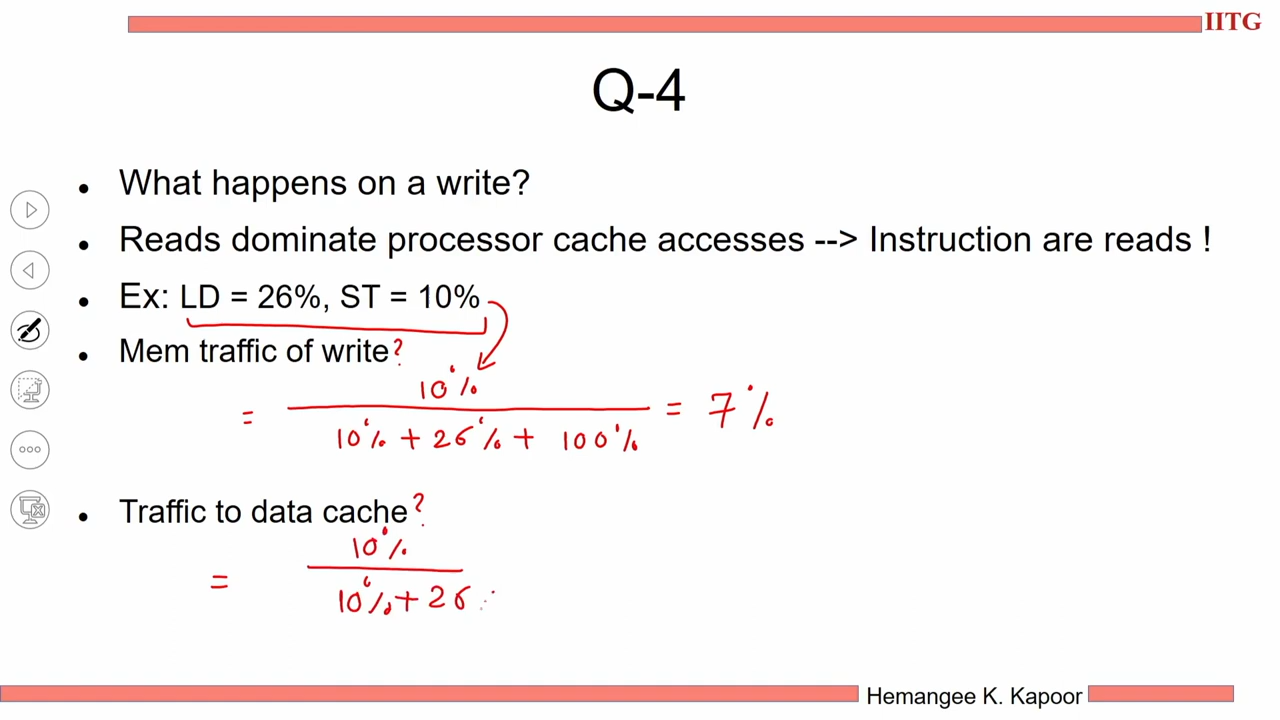 IITG
Q-4
• What happens on a write?
• Reads dominate processor cache accesses --> Instruction are reads !
• Ex: LD = 26%, ST = 10%
• Mem traffic of write?
10%
= = 7%
10% + 26% + 100%
• Traffic to data cache?
10%
=
10% + 26
Hemangee K. Kapoor